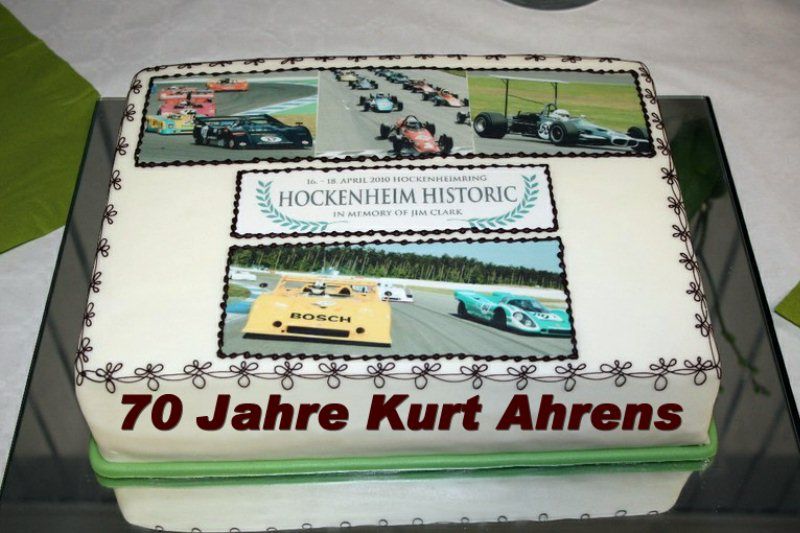 16. - 18. APRIL 2010 HOCKENHEIMRING
HOCKENHEIM HISTORIC
IN MEMORY OF JIM CLARK
BOSCH
70 Jahre Kurt Ahrens